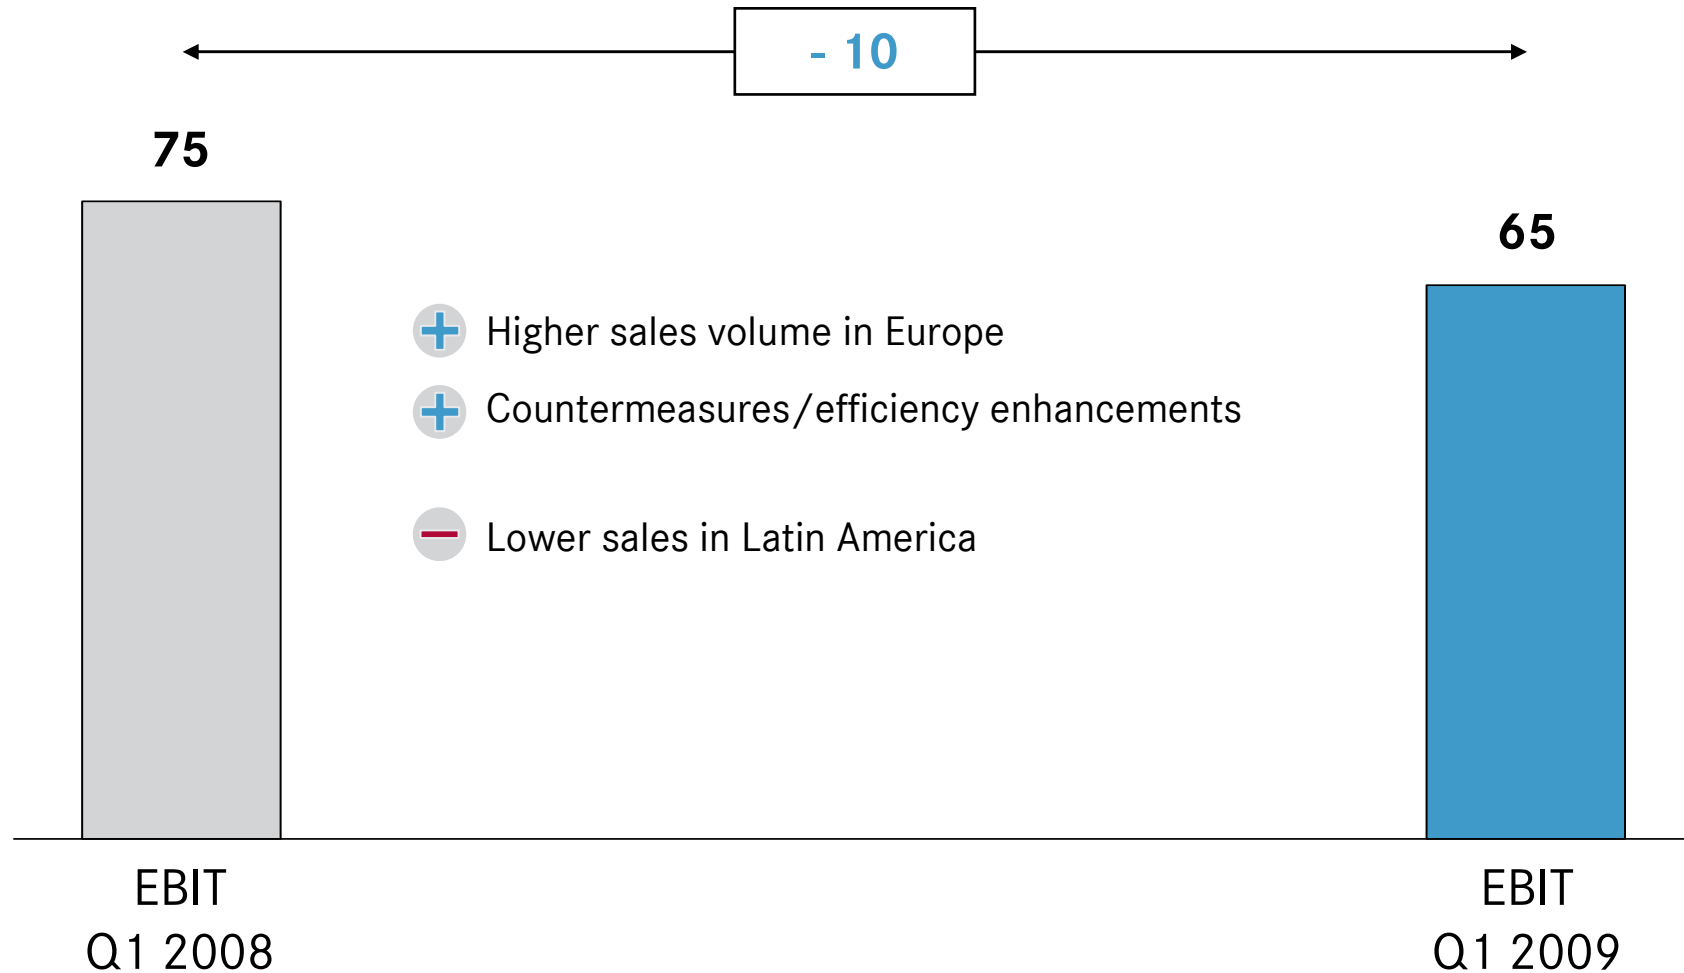 - 10
75
65
Higher sales volume in Europe
Countermeasures/efficiency enhancements
Lower sales in Latin America
EBIT
Q1 2008
EBIT
Q1 2009